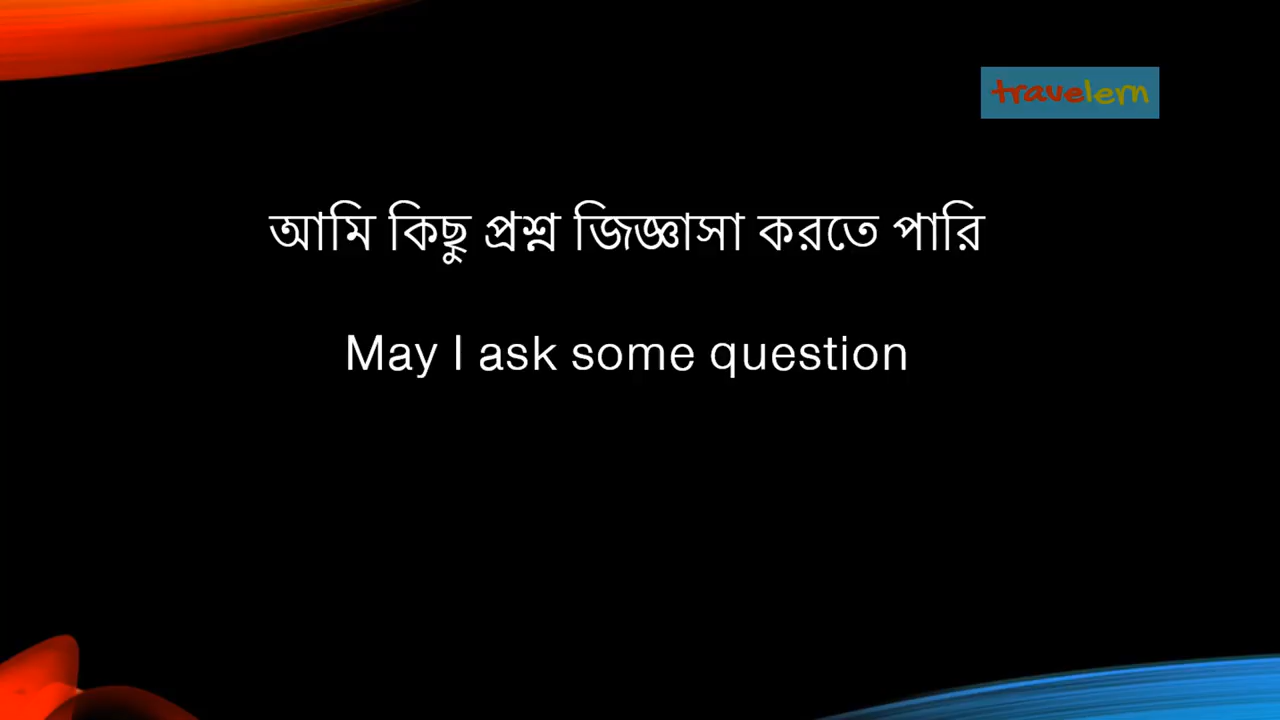 travelern
আমি কিছু প্রশ্ন জিজ্ঞাসা করতে পারি
May I ask some question